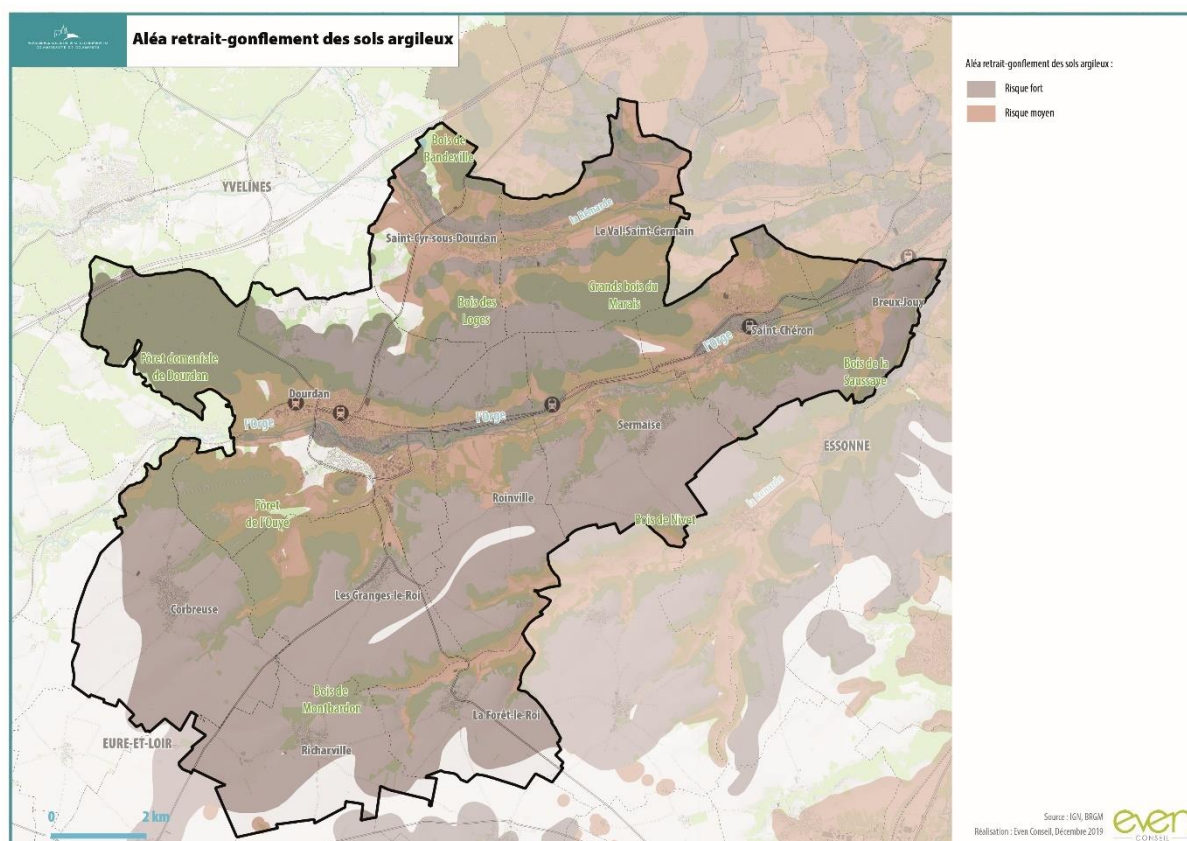 Aléa retrait-gonflement des sols argileux
Aléa retrait-gonflement des sols argileux :
Risque fort
Risque moyen
YVELINES
Bois de
Bandeville
la Rémarde
Saint-Cyr-sous-Dourdan
Le Val-Saint-Germain
Grands bois du
Marais
Bois des
Loges
Breux-Jouy
l'Orge
Saint-Chéron
Fôret domaniale
de Dourdan
Bois de la
Saussaye
Dourdan
l'Orge
l'Orge
Sermaise
ESSONNE
Roinville
Fôret
de l'Ouye
Bois de Nivet
Les Granges-le-Roi
Corbreuse
Bois de
Montbardon
La Forêt-le-Roi
EURE-ET-LOIR
Richarville
0
2 km
Source : IGN, BRGM
Réalisation : Even Conseil, Décembre 2019
even
CONSEIL